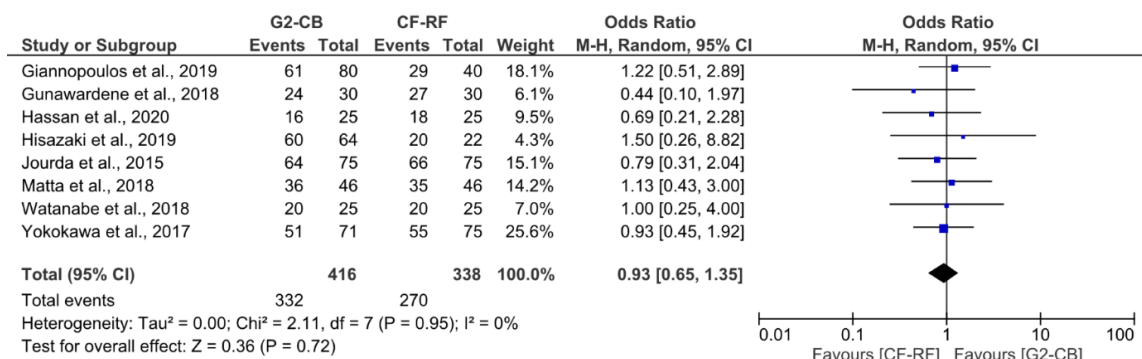 G2-CB CF-RF Odds Ratio Odds Ratio
Study or Subgroup Events Total Events Total Weight M-H, Random, 95% CI M-H, Random, 95% CI
Giannopoulos et al., 2019 61 80 29 40 18.1% 1.22 [0.51, 2.89]
Gunawardene et al., 2018 24 30 27 30 6.1% 0.44 [0.10, 1.97]
Hassan et al., 2020 16 25 18 25 9.5% 0.69 [0.21, 2.28]
Hisazaki et al., 2019 60 64 20 22 4.3% 1.50 [0.26, 8.82]
Jourda et al., 2015 64 75 66 75 15.1% 0.79 [0.31, 2.04]
Matta et al., 2018 36 46 35 46 14.2% 1.13 [0.43, 3.00]
Watanabe et al., 2018 20 25 20 25 7.0% 1.00 [0.25, 4.00]
Yokokawa et al., 2017 51 71 55 75 25.6% 0.93 [0.45, 1.92]
Total (95% CI) 416 338 100.0% 0.93 [0.65, 1.35]
Total events 332 270
Heterogeneity: Tau² = 0.00; Chi² = 2.11, df = 7 (P = 0.95); I² = 0%
Test for overall effect: Z = 0.36 (P = 0.72)
0.01 0.1 1 10 100
Favours [CF-RF] Favours [G2-CB]